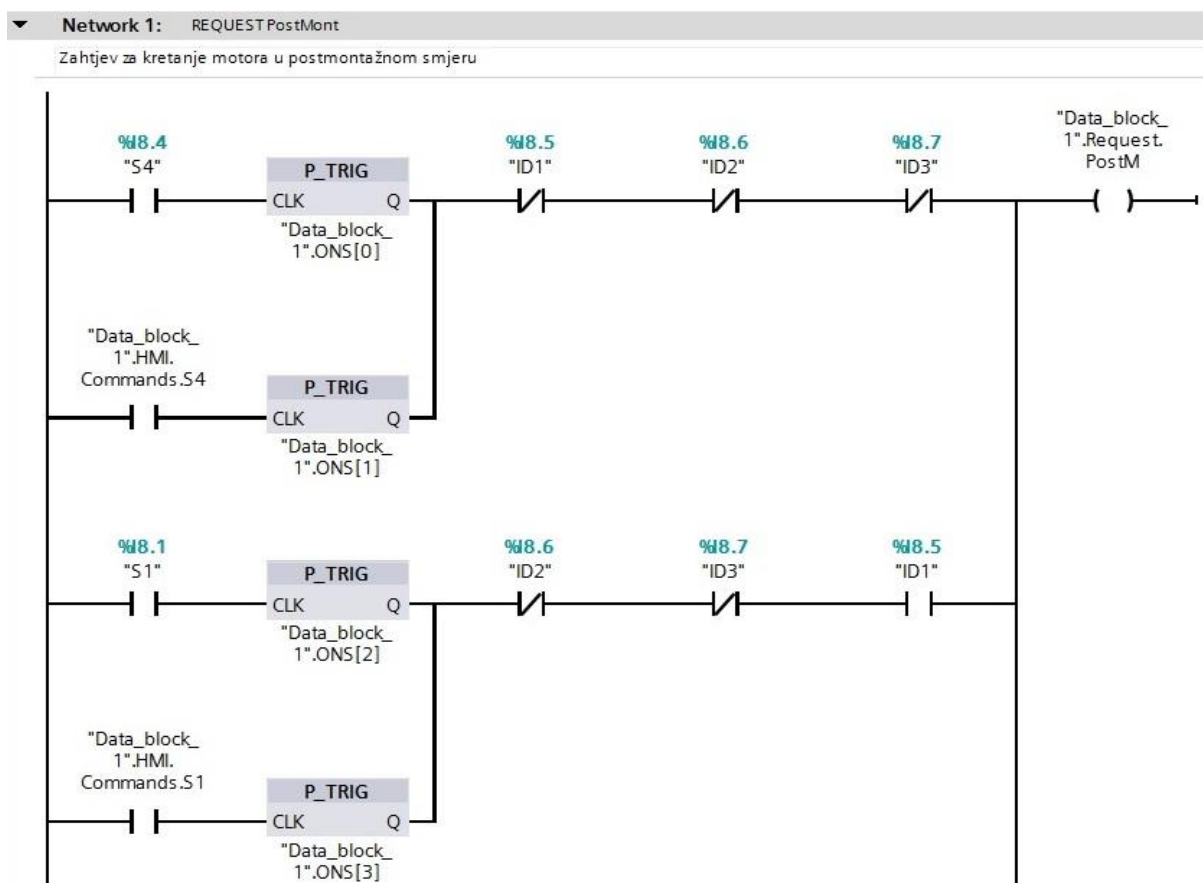 Network 1: REQUEST PostMont
Zahtjev za kretanje motora u postmontažnom smjeru
"Data_block_
1".Request.
PostM
%I8.4
"S4"
P_TRIG
CLK Q
"Data_block_
1".ONS[0]
%I8.5
"ID1"
%I8.6
"ID2"
%I8.7
"ID3"
"Data_block_
1".HMI.
Commands.S4
P_TRIG
CLK Q
"Data_block_
1".ONS[1]
%I8.1
"S1"
P_TRIG
CLK Q
"Data_block_
1".ONS[2]
%I8.6
"ID2"
%I8.7
"ID3"
%I8.5
"ID1"
"Data_block_
1".HMI.
Commands.S1
P_TRIG
CLK Q
"Data_block_
1".ONS[3]